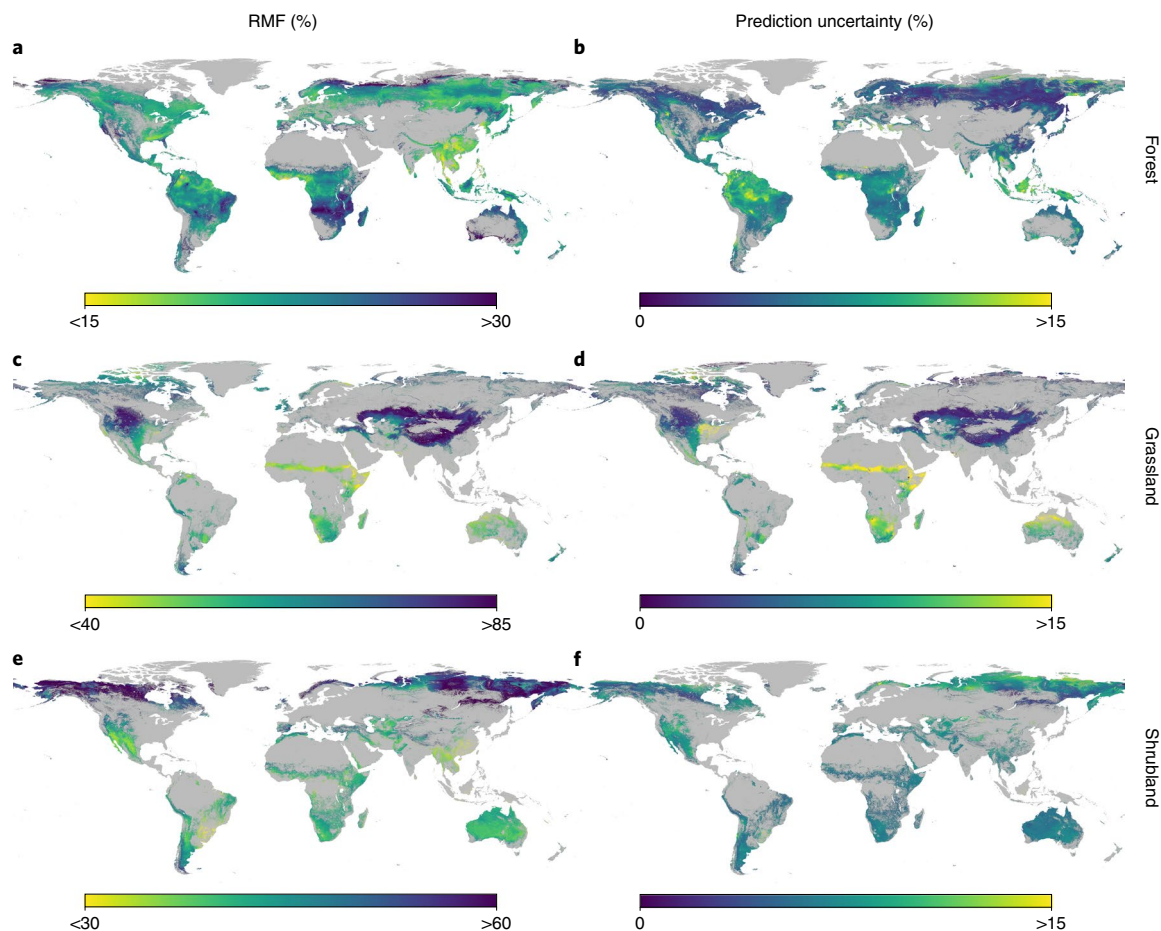 RMF (%)
Prediction uncertainty (%)
a
b
Forest
<15
>30
0
>15
c
d
Grassland
<40
>85
0
>15
e
f
Shrubland
<30
>60
0
>15